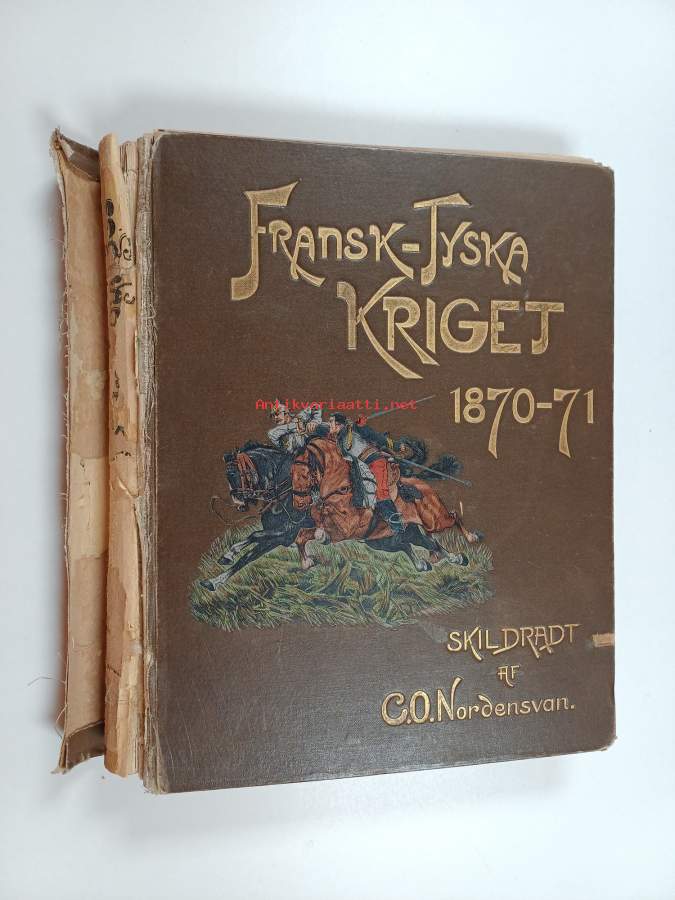 FRANSK-TYSKA
KRIGET
1870-71
Antikvariaatti.net
SKILDRADT
AF
C.O. Nordensvan.